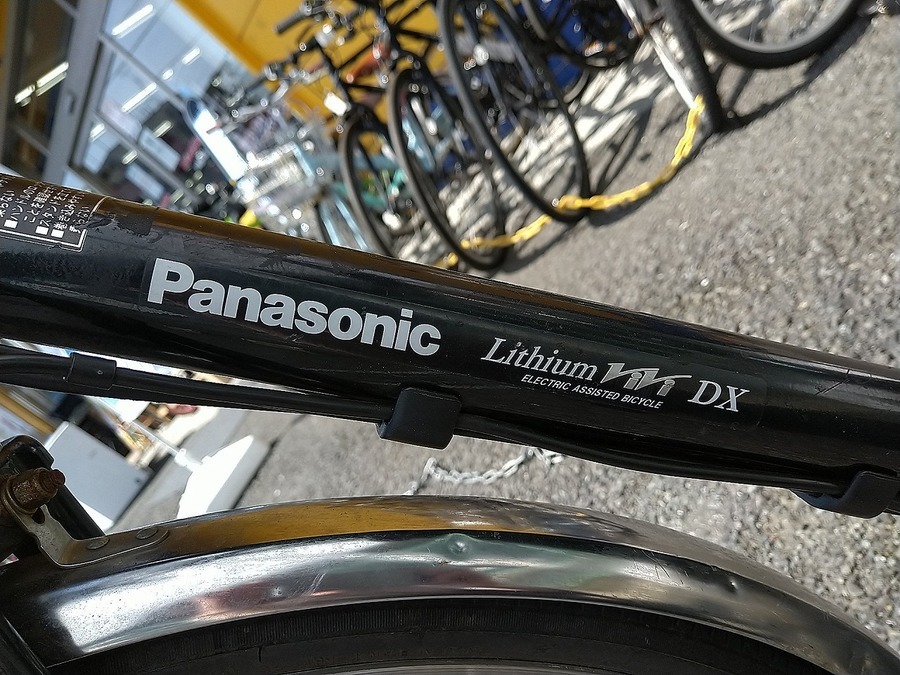 Panasonic
Lithium ViVi DX
ELECTRIC ASSISTED BICYCLE